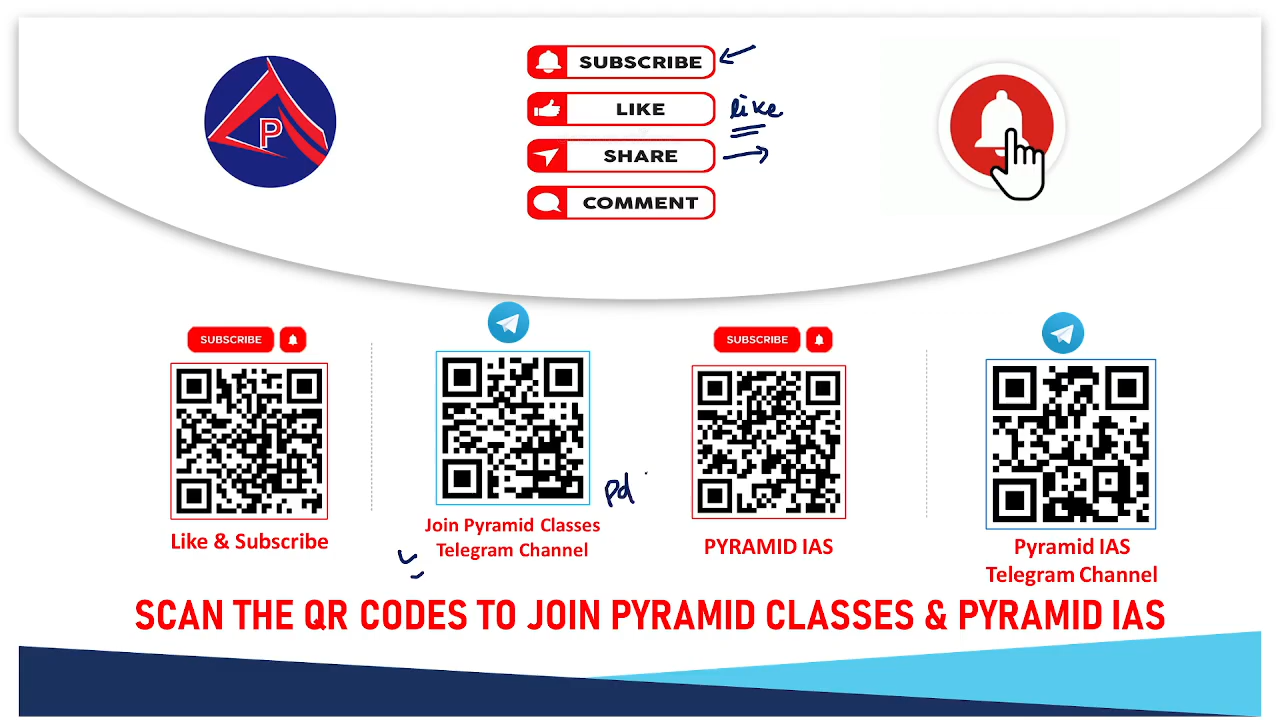 P
SUBSCRIBE
LIKE like
SHARE
COMMENT
SUBSCRIBE
SUBSCRIBE
Like & Subscribe
Join Pyramid Classes
Telegram Channel
pd
PYRAMID IAS
Pyramid IAS
Telegram Channel
SCAN THE QR CODES TO JOIN PYRAMID CLASSES & PYRAMID IAS